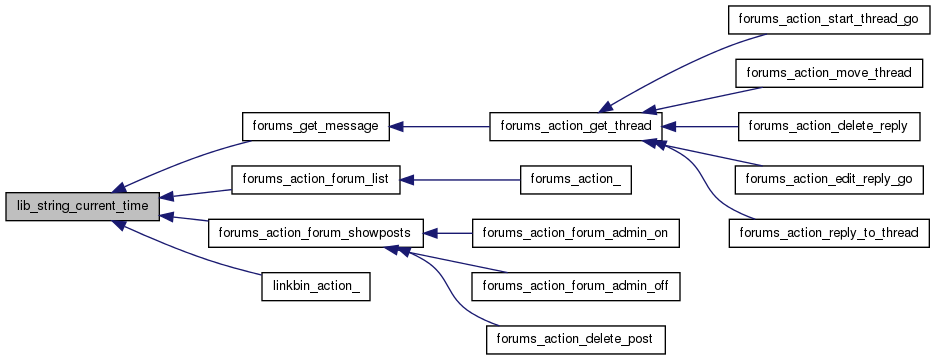 forums_action_start_thread_go
forums_action_move_thread
forums_get_message
forums_action_get_thread
forums_action_delete_reply
forums_action_forum_list
forums_action_
forums_action_edit_reply_go
lib_string_current_time
forums_action_forum_showposts
forums_action_forum_admin_on
forums_action_reply_to_thread
linkbin_action_
forums_action_forum_admin_off
forums_action_delete_post